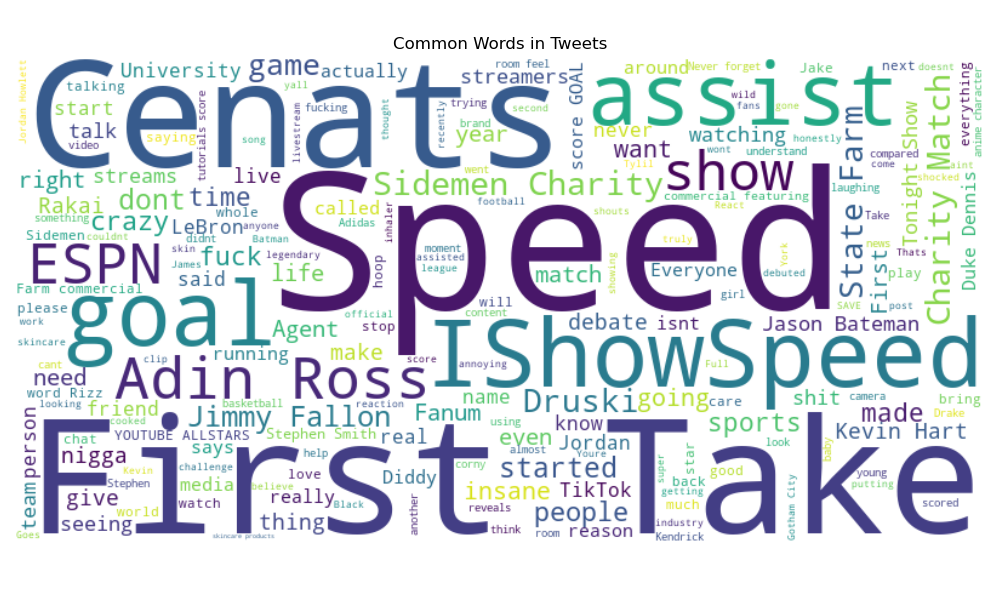 Common Words in Tweets
Cenats
Speed
First Take
IShowSpeed
goal
assist
show
ESPN
Adin Ross
Sidemen Charity
State Farm
Charity Match
Jimmy Fallon
Druski
University
game
actually
streamers
room feel
around
Never forget
Jake
next
doesnt
Jordan Howlett
talking
yall
fucking
trying
second
wild
fans
gone
everything
anime character
start
talk
video
saying
tutorials score
song
livestream
thought
brand
recently
year
score GOAL
never
watching
honestly
want
wont
understand
compared
come
aint
shocked
right
streams
live
went
Tylil
laughing
Tonight Show
Rakai
dont
time
called
Adidas
inhaler
football
commercial featuring
React
Take
Duke Dennis
something
crazy
whole
anyone
shouts
truly
York
First
news
Thats
Sidemen
couldnt
LeBron
didnt
Batman
moment
assisted
league
showing
skin
legendary
James
fuck
life
hoop
match
Everyone
debuted
girl
play
Farm commercial
said
please
work
official
will
content
SAVE
post
skincare
Agent
stop
debate
isnt
Jason Bateman
cant
clip
running
make
score
annoying
Full
need
word Rizz
looking
friend
cooked
basketball
reaction
Fanum
name
using
going
care
shit
camera
Drake
bring
made
person
chat
YOUTUBE ALLSTARS
Stephen Smith
real
even
know
almost
Youre
Jordan
sports
look
Kevin Hart
team
nigga
Kevin
says
challenge
help
love
believe
Diddy
corny
started
super
star
back
getting
good
baby
young
putting
Stephen
media
give
world
watch
really
Black
another
reveals
insane
TikTok
people
much
Gotham City
scored
Goes
seeing
thing
skincare products
think
room
reason
industry
Kendrick